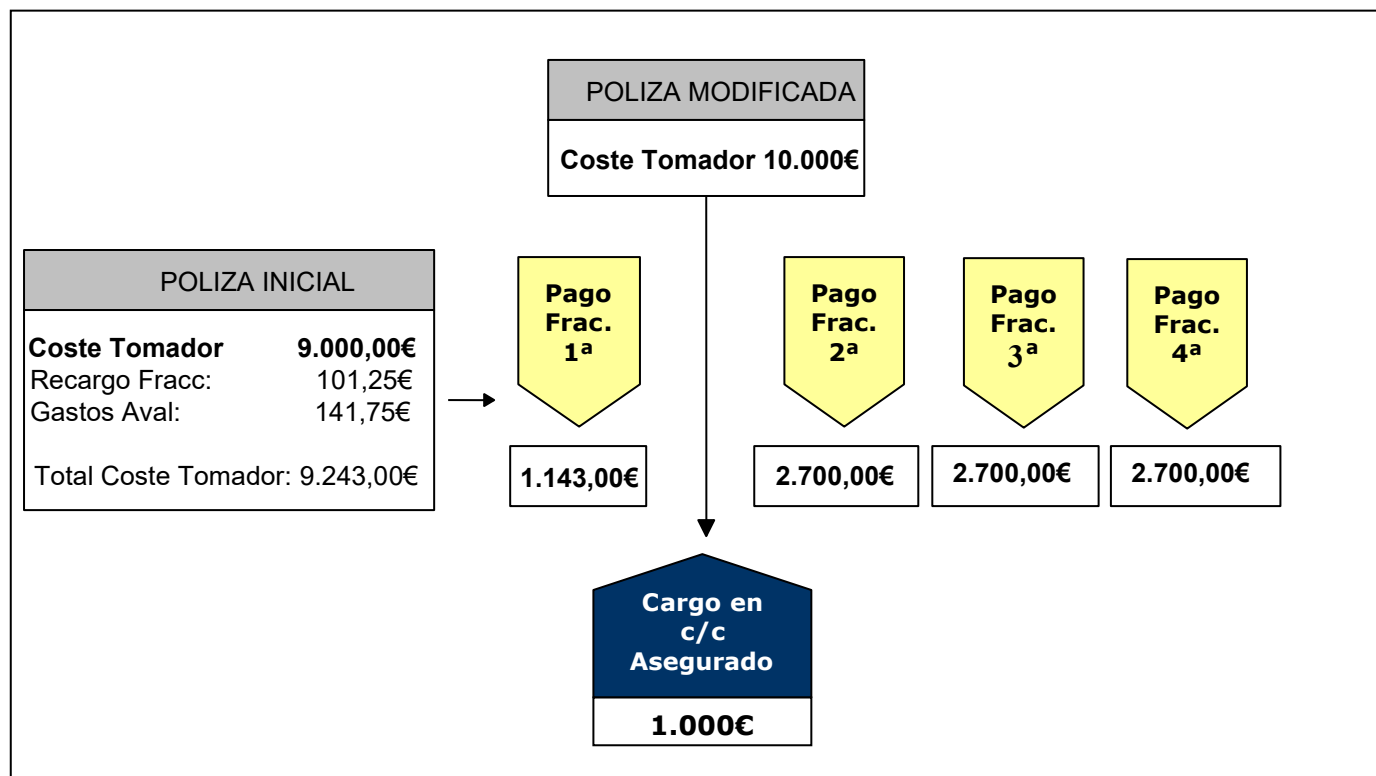 POLIZA MODIFICADA
Coste Tomador 10.000€
POLIZA INICIAL
Coste Tomador 9.000,00€
Recargo Fracc: 101,25€
Gastos Aval: 141,75€
Total Coste Tomador: 9.243,00€
Pago
Frac.
1ª
1.143,00€
Pago
Frac.
2ª
2.700,00€
Pago
Frac.
3ª
2.700,00€
Pago
Frac.
4ª
2.700,00€
Cargo en
c/c
Asegurado
1.000€